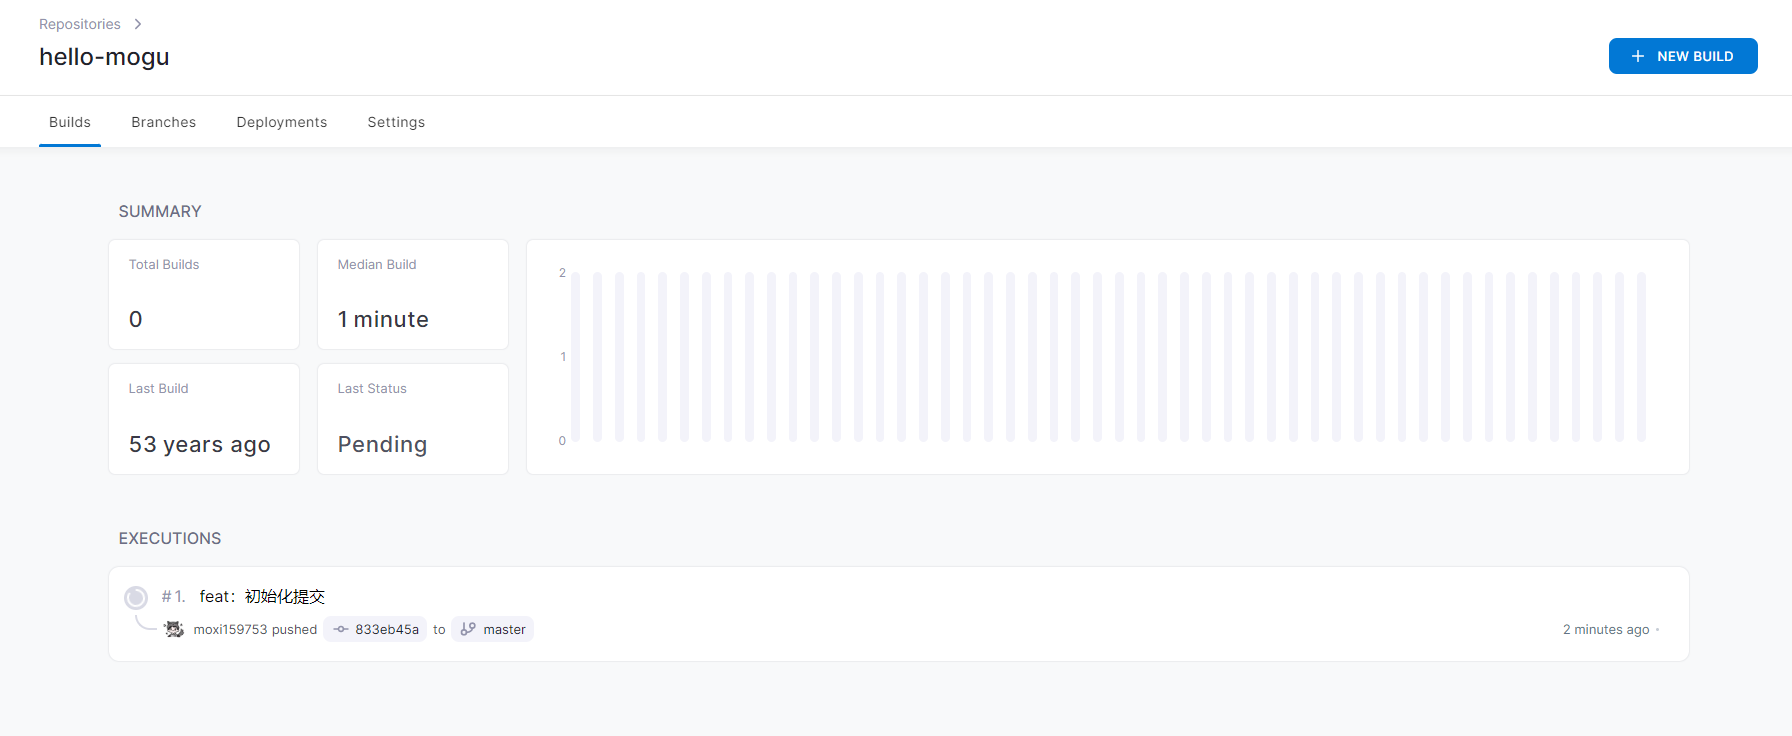 Repositories
hello-mogu
NEW BUILD
Builds Branches Deployments Settings
SUMMARY
Total Builds
0
Median Build
1 minute
Last Build
53 years ago
Last Status
Pending
2
1
0
EXECUTIONS
#1. feat：初始化提交
moxi159753 pushed 833eb45a to master 2 minutes ago